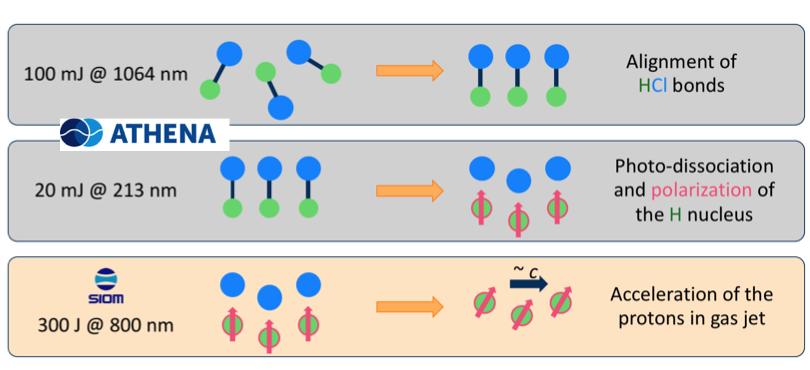 100 mJ @ 1064 nm
Alignment of
HCl bonds
ATHENA
20 mJ @ 213 nm
Photo-dissociation
and polarization of
the H nucleus
SIOM
300 J @ 800 nm
~ c
Acceleration of the
protons in gas jet